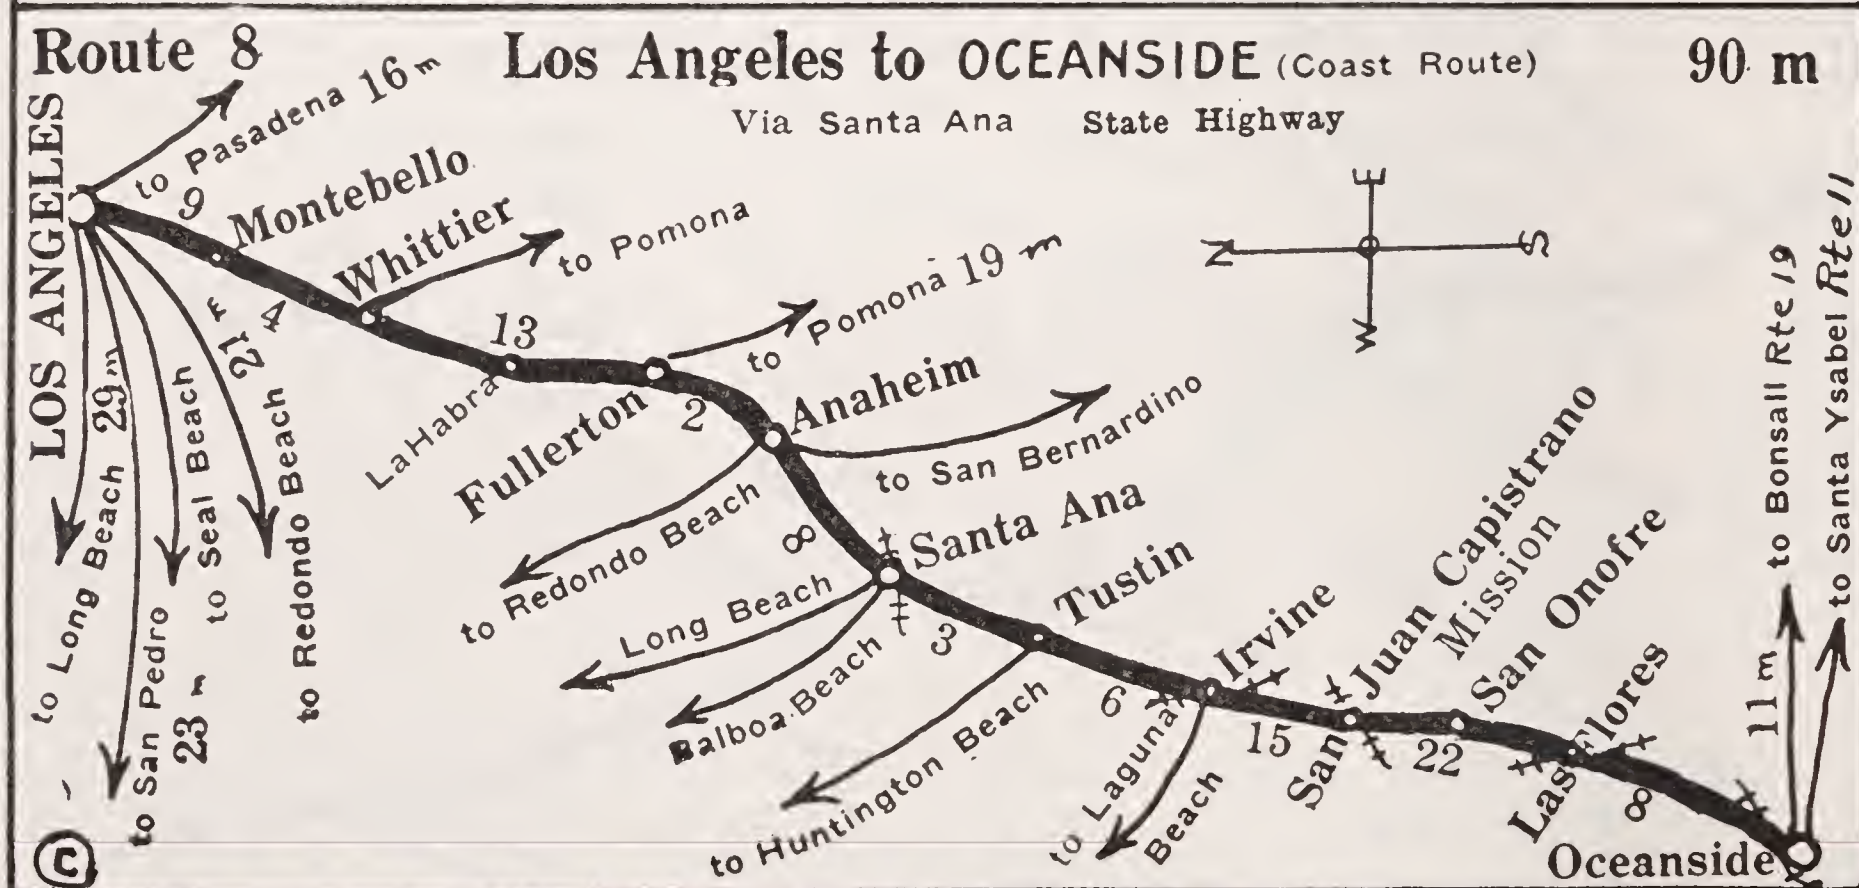 Route 8 Los Angeles to OCEANSIDE (Coast Route) 90 m
Via Santa Ana State Highway
LOS ANGELES
to Pasadena 16 m
9
Montebello
4
Whittier
to Pomona
13
LaHabra
Fullerton
to Pomona 19 m
2
Anaheim
to San Bernardino
to Redondo Beach
8
Santa Ana
Long Beach
Balboa Beach
3
Tustin
to Huntington Beach
6
Irvine
to Laguna
Beach
15
San Juan Capistrano
Mission
22
San Onofre
Las Flores
8
Oceanside
11 m
to Bonsall Rte 19
to Santa Ysabel Rte 11
to Long Beach 29 m
to San Pedro
23 m
to Seal Beach
21 m
to Redondo Beach
N
E
S
W
C